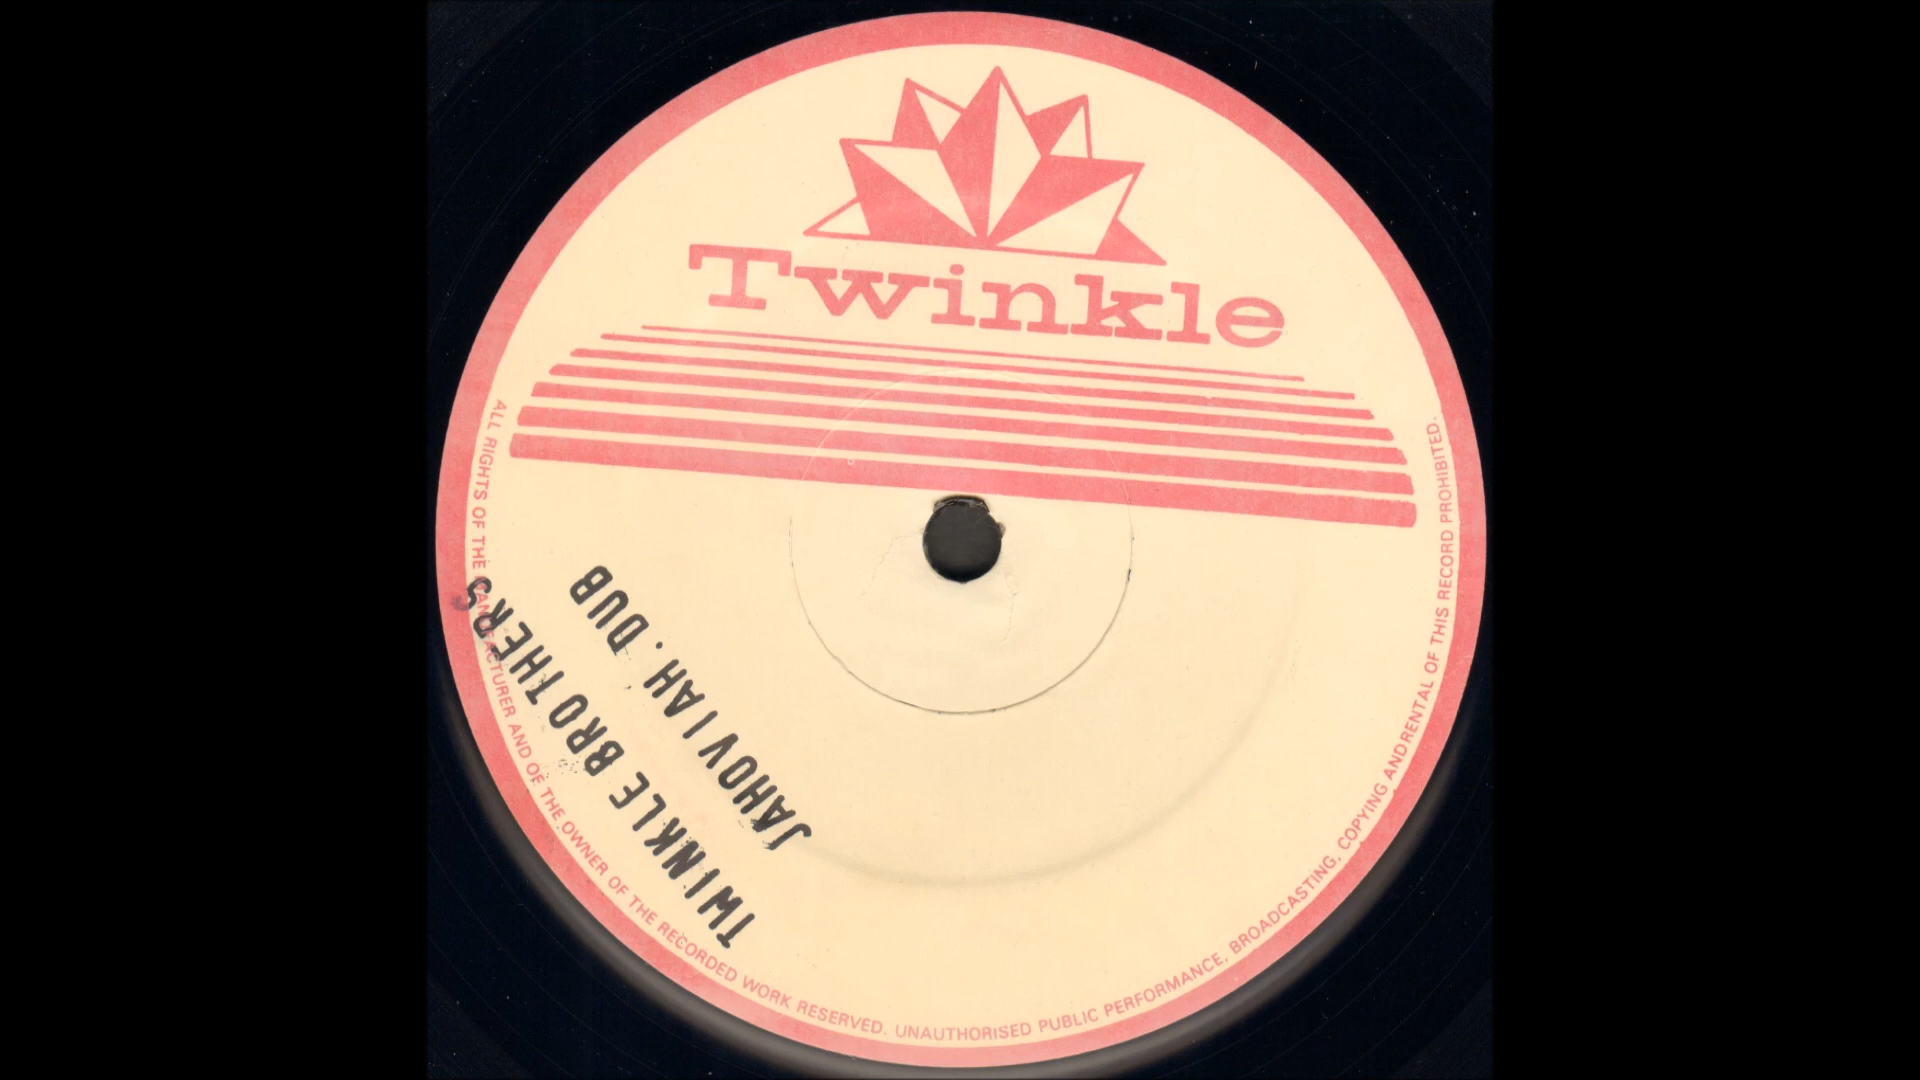 Twinkle
TWINKLE BROTHERS
JAHOVIAH. DUB
ALL RIGHTS OF THE MANUFACTURER AND OF THE OWNER OF THE RECORDED WORK RESERVED. UNAUTHORISED PUBLIC PERFORMANCE, BROADCASTING, COPYING AND RENTAL OF THIS RECORD PROHIBITED.